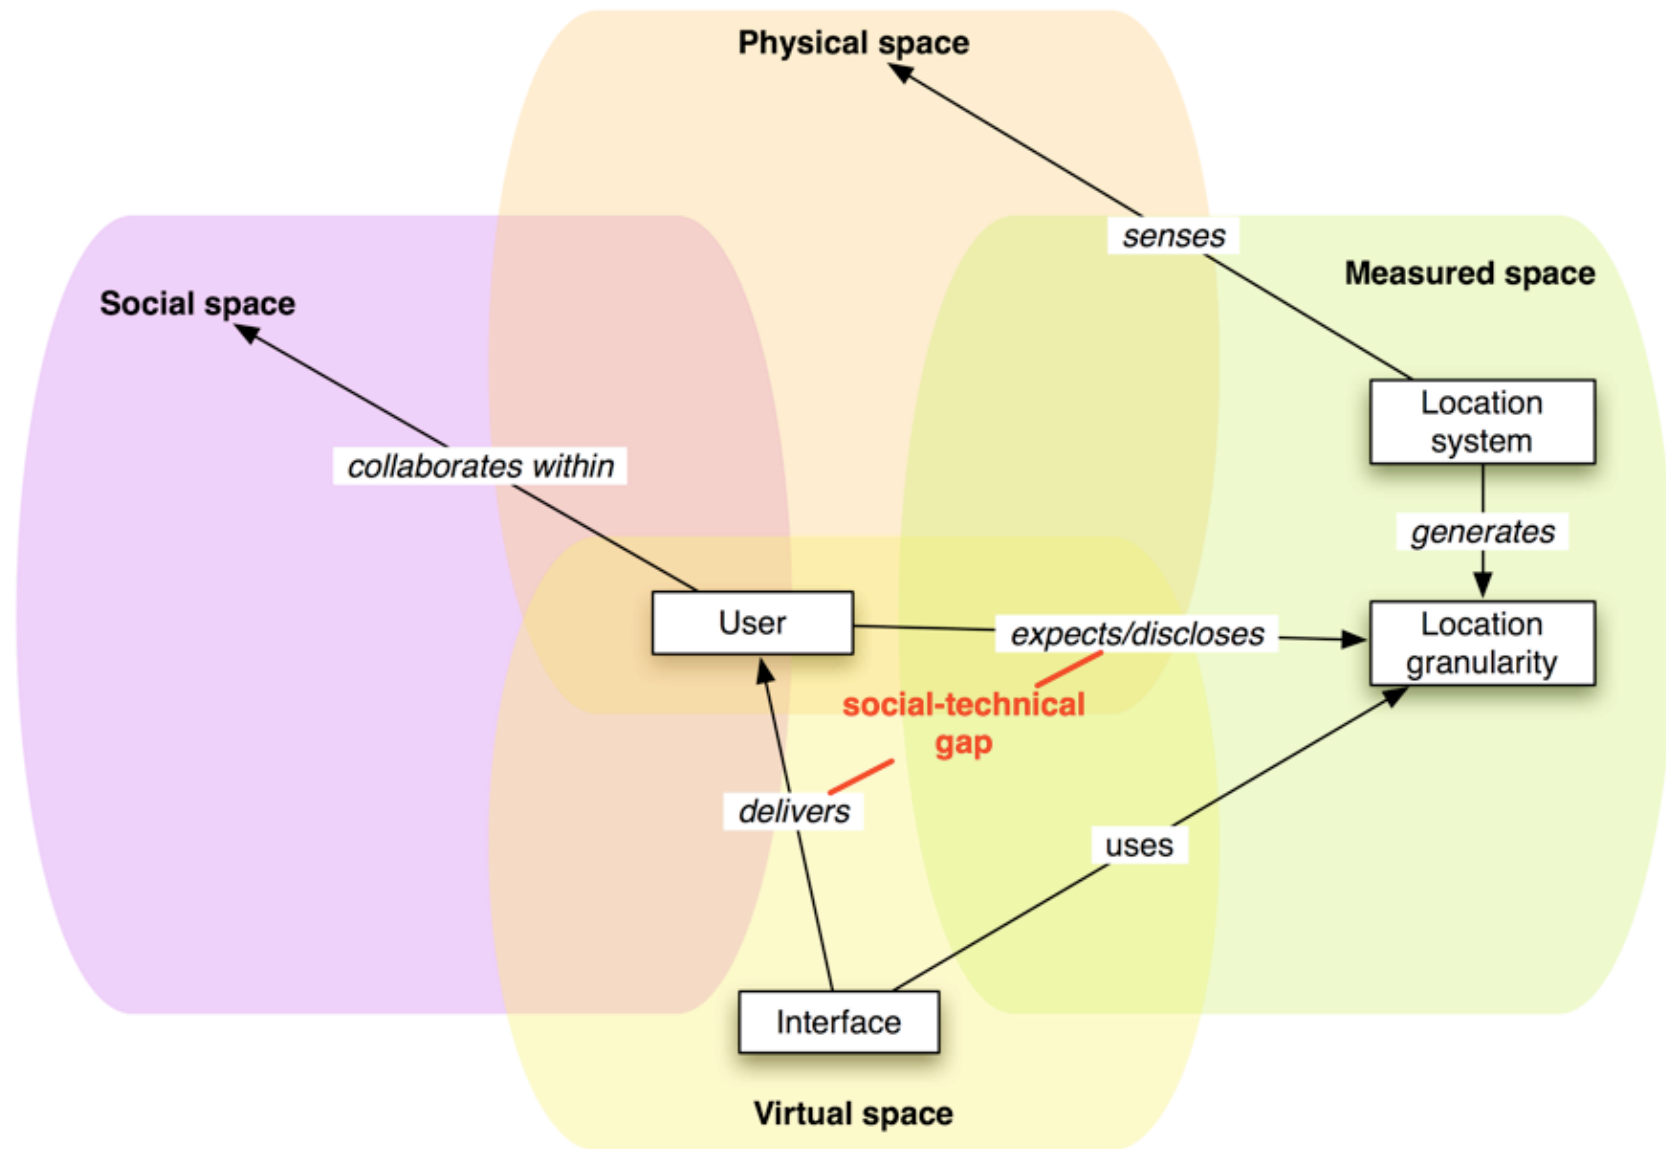 Physical space
senses
Measured space
Social space
Location
system
collaborates within
generates
User
expects/discloses
Location
granularity
social-technical
gap
delivers
uses
Interface
Virtual space